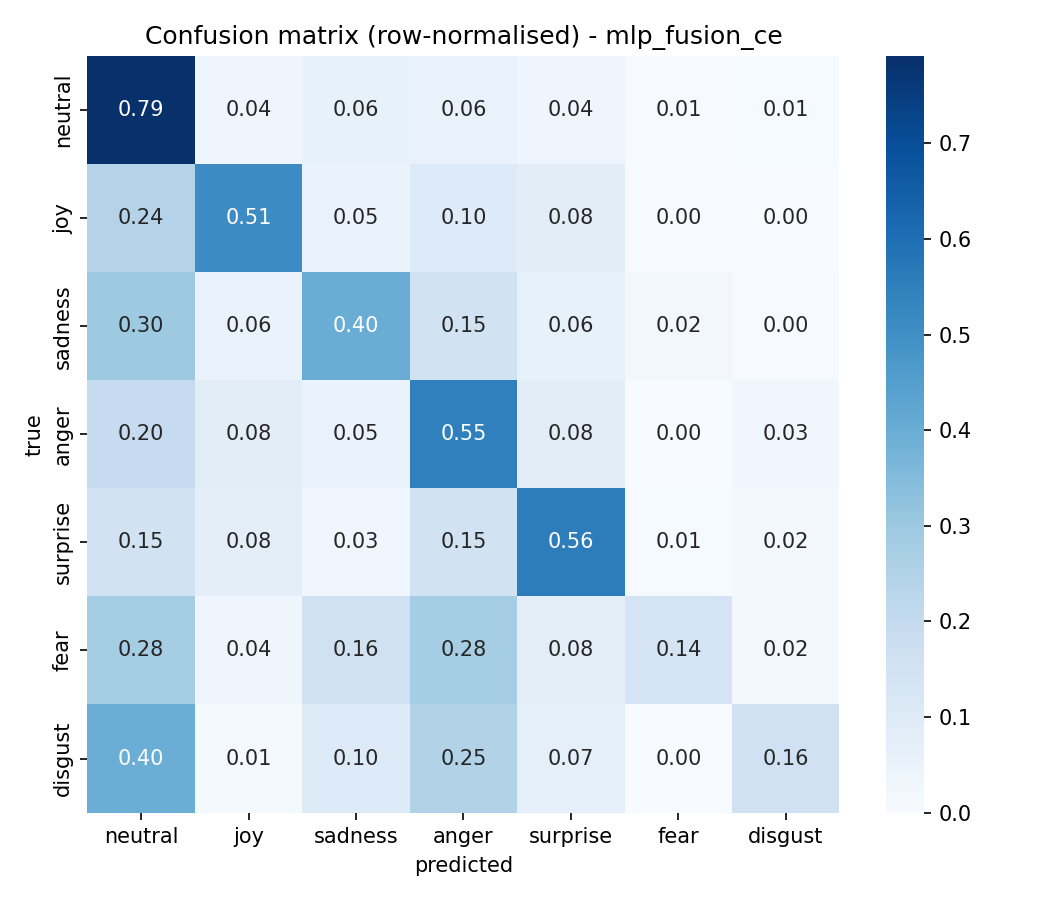 Confusion matrix (row-normalised) - mlp_fusion_ce
neutral 0.79 0.04 0.06 0.06 0.04 0.01 0.01
joy 0.24 0.51 0.05 0.10 0.08 0.00 0.00
sadness 0.30 0.06 0.40 0.15 0.06 0.02 0.00
anger 0.20 0.08 0.05 0.55 0.08 0.00 0.03
surprise 0.15 0.08 0.03 0.15 0.56 0.01 0.02
fear 0.28 0.04 0.16 0.28 0.08 0.14 0.02
disgust 0.40 0.01 0.10 0.25 0.07 0.00 0.16
true
neutral joy sadness anger surprise fear disgust
predicted
0.7
0.6
0.5
0.4
0.3
0.2
0.1
0.0